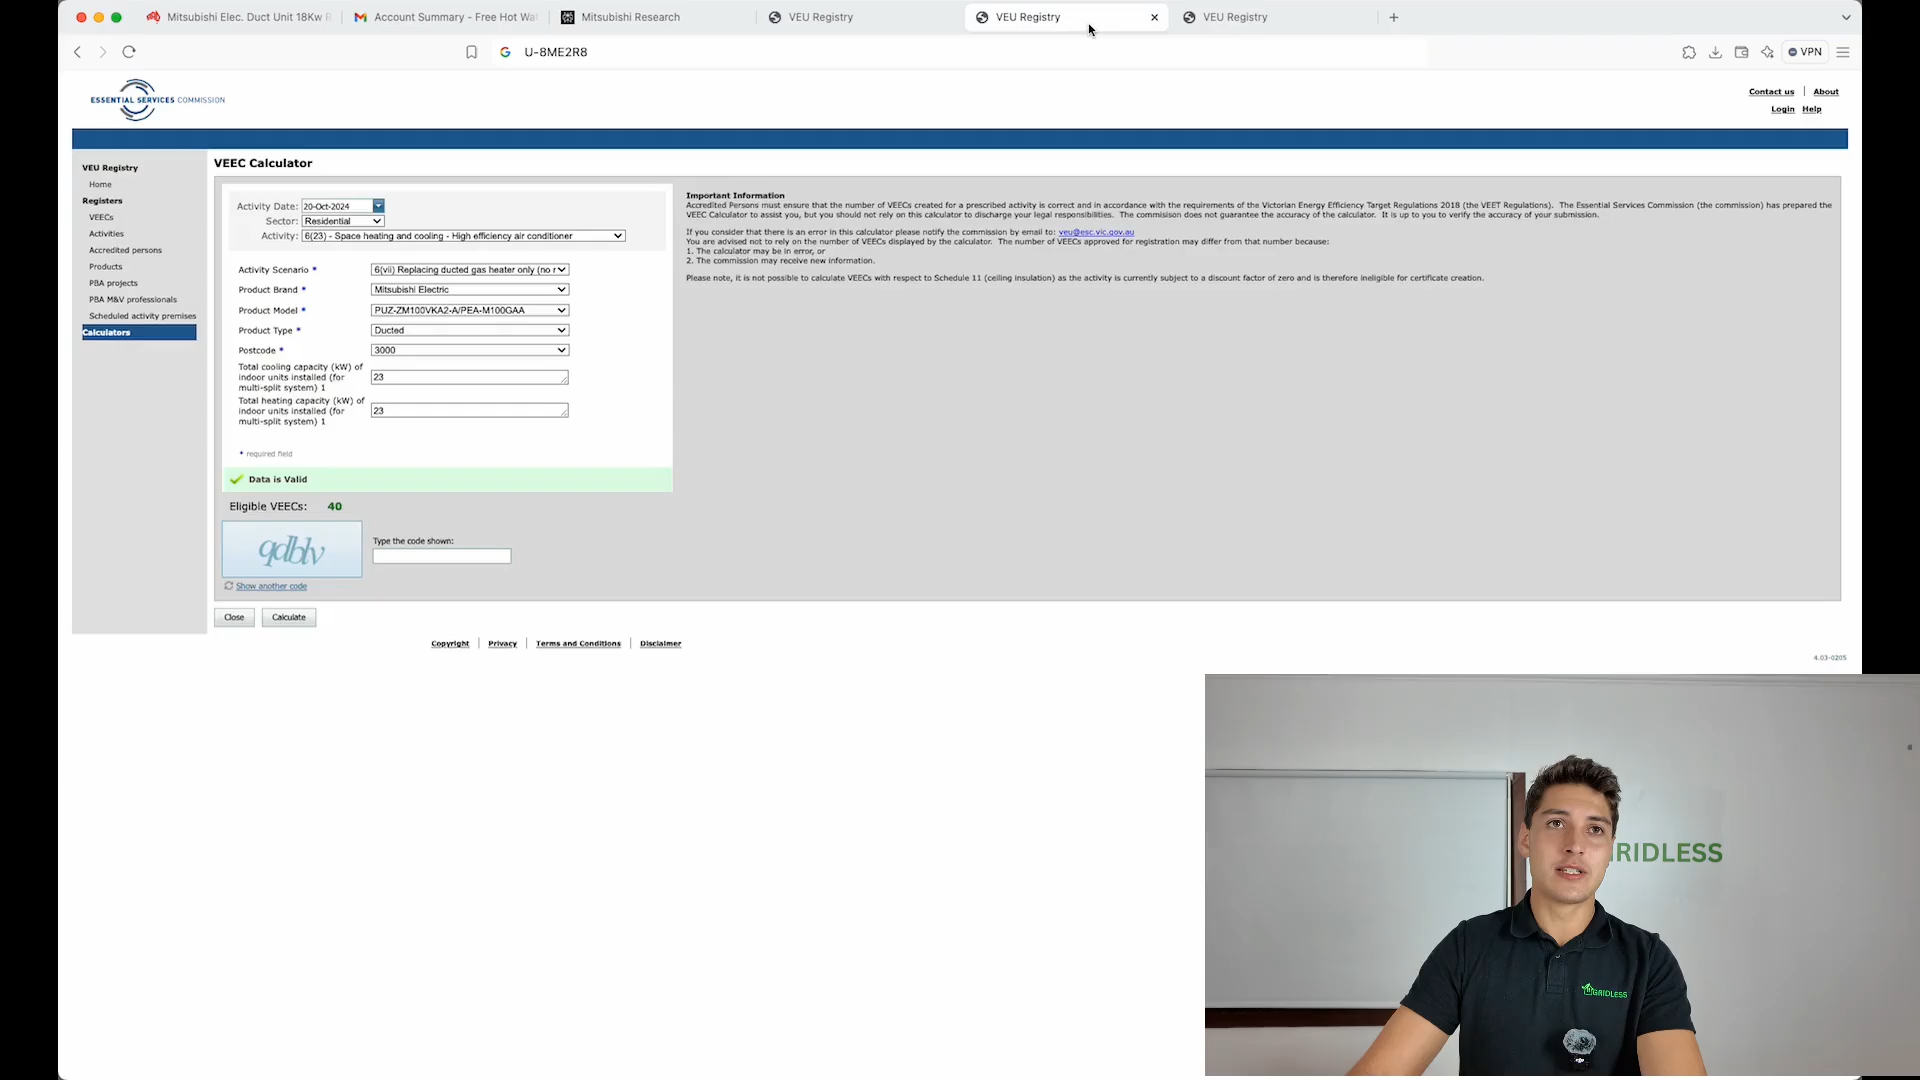 Mitsubishi Elec. Duct Unit 18Kw R
Account Summary - Free Hot Wat
Mitsubishi Research
VEU Registry
VEU Registry
VEU Registry
U-8ME2R8
VPN
ESSENTIAL SERVICES COMMISSION
Contact us
About
Login
Help
VEU Registry
Home
Registers
VEECs
Activities
Accredited persons
Products
PBA projects
PBA M&V professionals
Scheduled activity premises
Calculators
VEEC Calculator
Activity Date: 20-Oct-2024
Sector: Residential
Activity: 6(23) - Space heating and cooling - High efficiency air conditioner
Activity Scenario * 6(vii) Replacing ducted gas heater only (no r
Product Brand * Mitsubishi Electric
Product Model * PUZ-ZM100VKA2-A/PEA-M100GAA
Product Type * Ducted
Postcode * 3000
Total cooling capacity (kW) of
indoor units installed (for
multi-split system) 1
23
Total heating capacity (kW) of
indoor units installed (for
multi-split system) 1
23
* required field
Data is Valid
Eligible VEECs: 40
qdblv
Type the code shown:
Show another code
Close
Calculate
Important Information
Accredited Persons must ensure that the number of VEECs created for a prescribed activity is correct and in accordance with the requirements of the Victorian Energy Efficiency Target Regulations 2018 (the VEET Regulations). The Essential Services Commission (the commission) has prepared the
VEEC Calculator to assist you, but you should not rely on this calculator to discharge your legal responsibilities. The commisison does not guarantee the accuracy of the calculator. It is up to you to verify the accuracy of your submission.
If you consider that there is an error in this calculator please notify the commission by email to: veu@esc.vic.gov.au
You are advised not to rely on the number of VEECs displayed by the calculator. The number of VEECs approved for registration may differ from that number because:
1. The calculator may be in error, or
2. The commission may receive new information.
Please note, it is not possible to calculate VEECs with respect to Schedule 11 (ceiling insulation) as the activity is currently subject to a discount factor of zero and is therefore ineligible for certificate creation.
Copyright
Privacy
Terms and Conditions
Disclaimer
4.03-0205
RIDLESS
GRIDLESS